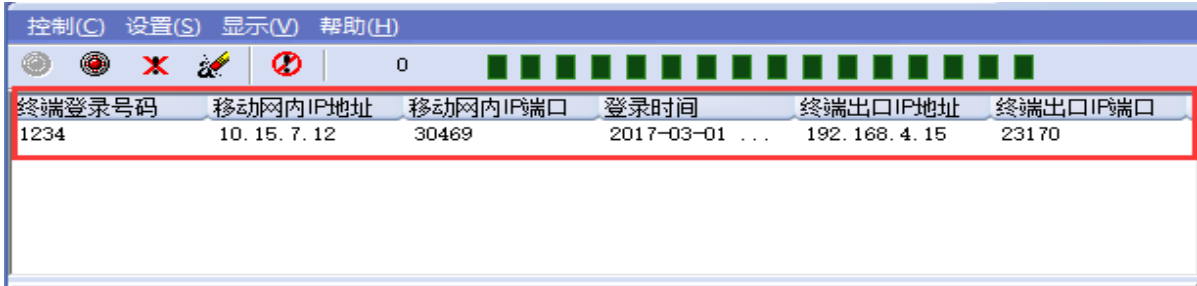 控制(C) 设置(S) 显示(V) 帮助(H)
0
终端登录号码 移动网内IP地址 移动网内IP端口 登录时间 终端出口IP地址 终端出口IP端口
1234 10.15.7.12 30469 2017-03-01 ... 192.168.4.15 23170